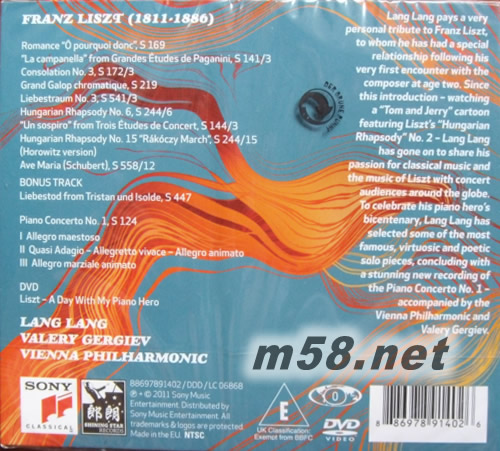 FRANZ LISZT (1811-1886)
Romance "Ô pourquoi donc", S 169
"La campanella" from Grandes Études de Paganini, S 141/3
Consolation No. 3, S 172/3
Grand Galop chromatique, S 219
Liebestraum No. 3, S 541/3
Hungarian Rhapsody No. 6, S 244/6
"Un sospiro" from Trois Études de Concert, S 144/3
Hungarian Rhapsody No. 15 "Rákóczy March", S 244/15
(Horowitz version)
Ave Maria (Schubert), S 558/12
BONUS TRACK
Liebestod from Tristan und Isolde, S 447
Piano Concerto No. 1, S 124
I Allegro maestoso
II Quasi Adagio – Allegretto vivace – Allegro animato
III Allegro marziale animato
DVD
Liszt – A Day With My Piano Hero
LANG LANG
VALERY GERGIEV
VIENNA PHILHARMONIC
Lang Lang pays a very
personal tribute to Franz Liszt,
to whom he has had a special
relationship following his
very first encounter with the
composer at age two. Since
this introduction – watching
a "Tom and Jerry" cartoon
featuring Liszt's "Hungarian
Rhapsody" No. 2 – Lang Lang
has gone on to share his
passion for classical music and
the music of Liszt with concert
audiences around the globe.
To celebrate his piano hero's
bicentenary, Lang Lang has
selected some of the most
famous, virtuosic and poetic
solo pieces, concluding with
a stunning new recording of
the Piano Concerto No. 1 –
accompanied by the
Vienna Philharmonic and
Valery Gergiev.
m58.net
SONY
CLASSICAL
郎朗
SHINING STAR
RECORDS
88697891402 / DDD / LC 06868
℗ + © 2011 Sony Music
Entertainment. Distributed by
Sony Music Entertainment. All
trademarks & logos are protected.
Made in the EU. NTSC
E
UK Classification:
Exempt from BBFC
DVD
VIDEO
8 86978 91402 6